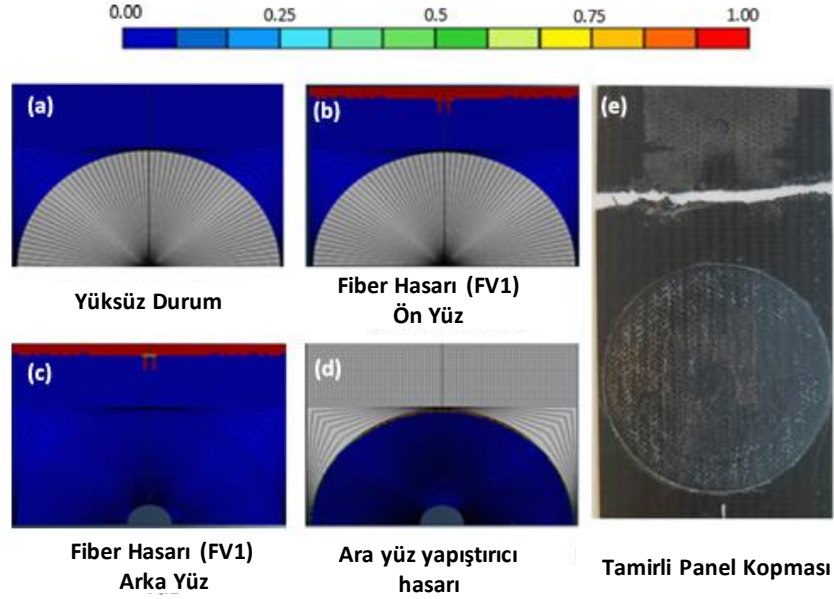 0.00 0.25 0.5 0.75 1.00
(a)
(b)
(e)
Yüksüz Durum
Fiber Hasarı (FV1)
Ön Yüz
(c)
(d)
Fiber Hasarı (FV1)
Arka Yüz
Ara yüz yapıştırıcı
hasarı
Tamirli Panel Kopması